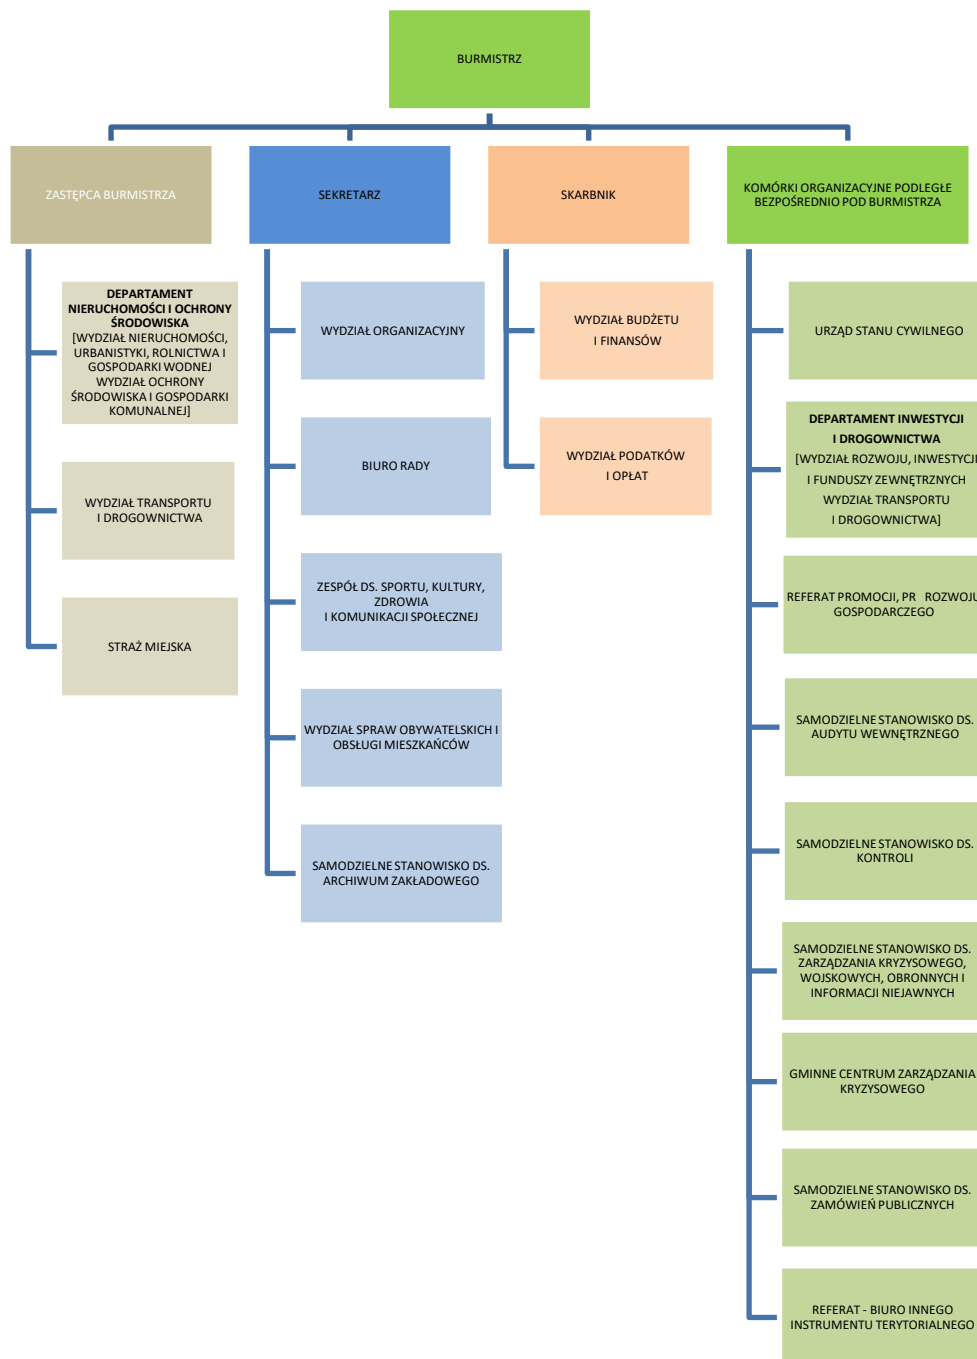 BURMISTRZ
ZASTĘPCA BURMISTRZA
SEKRETARZ
SKARBNIK
KOMÓRKI ORGANIZACYJNE PODLEGŁE
BEZPOŚREDNIO POD BURMISTRZA
DEPARTAMENT
NIERUCHOMOŚCI I OCHRONY
ŚRODOWISKA
[WYDZIAŁ NIERUCHOMOŚCI,
URBANISTYKI, ROLNICTWA I
GOSPODARKI WODNEJ
WYDZIAŁ OCHRONY
ŚRODOWISKA I GOSPODARKI
KOMUNALNEJ]
WYDZIAŁ TRANSPORTU
I DROGOWNICTWA
STRAŻ MIEJSKA
WYDZIAŁ ORGANIZACYJNY
BIURO RADY
ZESPÓŁ DS. SPORTU, KULTURY,
ZDROWIA
I KOMUNIKACJI SPOŁECZNEJ
WYDZIAŁ SPRAW OBYWATELSKICH I
OBSŁUGI MIESZKAŃCÓW
SAMODZIELNE STANOWISKO DS.
ARCHIWUM ZAKŁADOWEGO
WYDZIAŁ BUDŻETU
I FINANSÓW
WYDZIAŁ PODATKÓW
I OPŁAT
URZĄD STANU CYWILNEGO
DEPARTAMENT INWESTYCJI
I DROGOWNICTWA
[WYDZIAŁ ROZWOJU, INWESTYCJI
I FUNDUSZY ZEWNĘTRZNYCH
WYDZIAŁ TRANSPORTU
I DROGOWNICTWA]
REFERAT PROMOCJI, PR ROZWOJU
GOSPODARCZEGO
SAMODZIELNE STANOWISKO DS.
AUDYTU WEWNĘTRZNEGO
SAMODZIELNE STANOWISKO DS.
KONTROLI
SAMODZIELNE STANOWISKO DS.
ZARZĄDZANIA KRYZYSOWEGO,
WOJSKOWYCH, OBRONNYCH I
INFORMACJI NIEJAWNYCH
GMINNE CENTRUM ZARZĄDZANIA
KRYZYSOWEGO
SAMODZIELNE STANOWISKO DS.
ZAMÓWIEŃ PUBLICZNYCH
REFERAT - BIURO INNEGO
INSTRUMENTU TERYTORIALNEGO